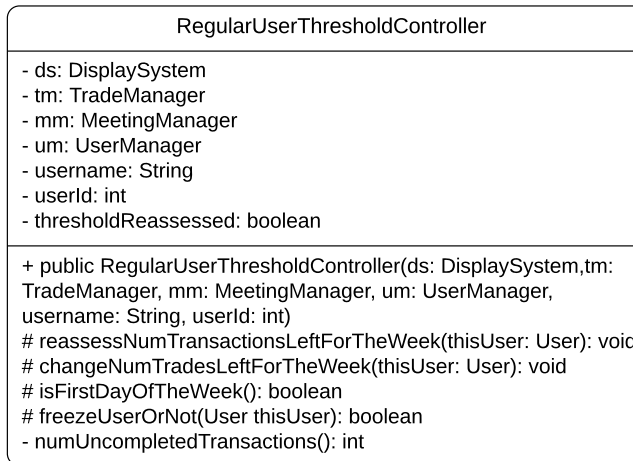 RegularUserThresholdController
- ds: DisplaySystem
- tm: TradeManager
- mm: MeetingManager
- um: UserManager
- username: String
- userId: int
- thresholdReassessed: boolean
+ public RegularUserThresholdController(ds: DisplaySystem,tm:
TradeManager, mm: MeetingManager, um: UserManager,
username: String, userId: int)
# reassessNumTransactionsLeftForTheWeek(thisUser: User): void
# changeNumTradesLeftForTheWeek(thisUser: User): void
# isFirstDayOfTheWeek(): boolean
# freezeUserOrNot(User thisUser): boolean
- numUncompletedTransactions(): int